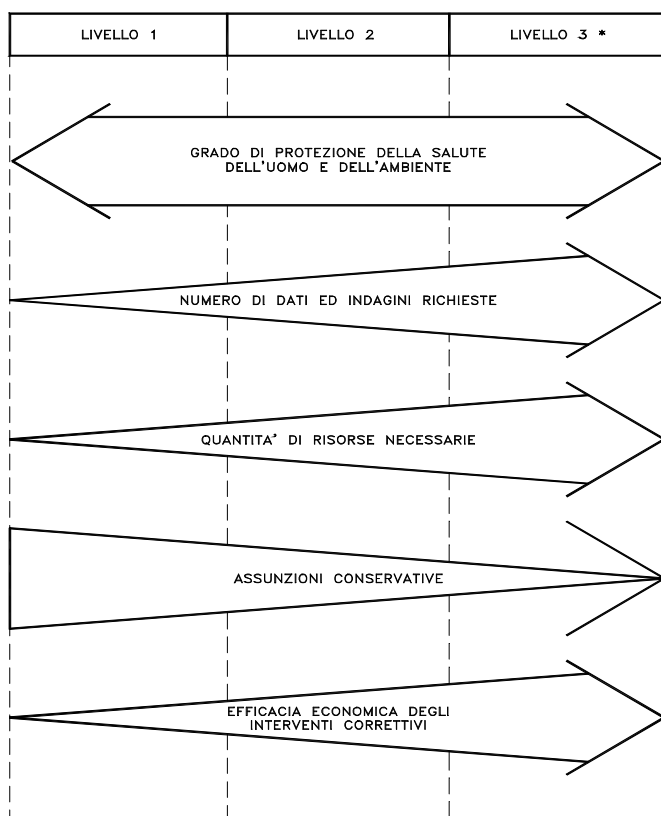 LIVELLO 1 LIVELLO 2 LIVELLO 3 *
GRADO DI PROTEZIONE DELLA SALUTE
DELL'UOMO E DELL'AMBIENTE
NUMERO DI DATI ED INDAGINI RICHIESTE
QUANTITA' DI RISORSE NECESSARIE
ASSUNZIONI CONSERVATIVE
EFFICACIA ECONOMICA DEGLI
INTERVENTI CORRETTIVI